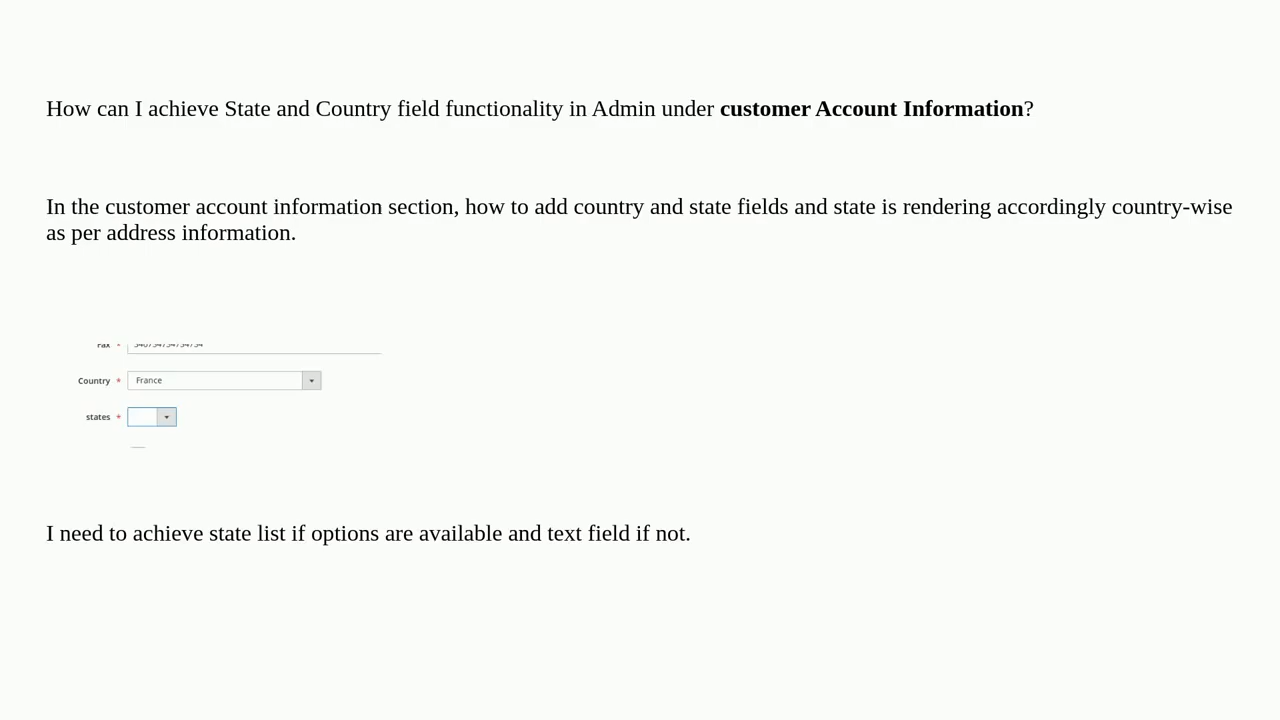 How can I achieve State and Country field functionality in Admin under customer Account Information?
In the customer account information section, how to add country and state fields and state is rendering accordingly country-wise
as per address information.
Fax *
Country * France
states *
I need to achieve state list if options are available and text field if not.